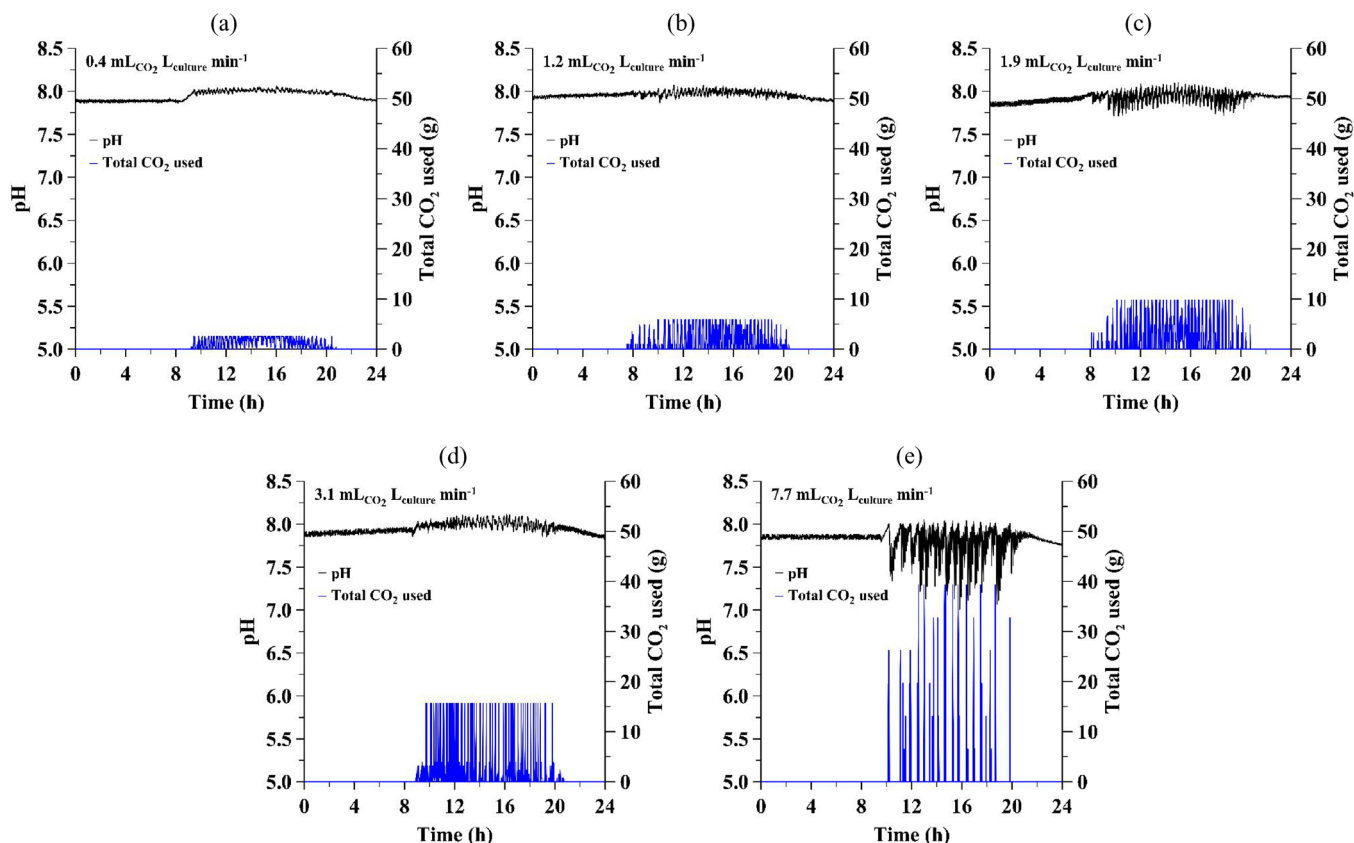 (a)
0.4 mL_CO₂ L_culture min⁻¹
8.5
8.0
7.5
7.0
6.5
6.0
5.5
5.0
pH
pH
Total CO₂ used
60
50
40
30
20
10
0
Total CO₂ used (g)
0 4 8 12 16 20 24
Time (h)
(b)
1.2 mL_CO₂ L_culture min⁻¹
8.5
8.0
7.5
7.0
6.5
6.0
5.5
5.0
pH
pH
Total CO₂ used
60
50
40
30
20
10
0
Total CO₂ used (g)
0 4 8 12 16 20 24
Time (h)
(c)
1.9 mL_CO₂ L_culture min⁻¹
8.5
8.0
7.5
7.0
6.5
6.0
5.5
5.0
pH
pH
Total CO₂ used
60
50
40
30
20
10
0
Total CO₂ used (g)
0 4 8 12 16 20 24
Time (h)
(d)
3.1 mL_CO₂ L_culture min⁻¹
8.5
8.0
7.5
7.0
6.5
6.0
5.5
5.0
pH
pH
Total CO₂ used
60
50
40
30
20
10
0
Total CO₂ used (g)
0 4 8 12 16 20 24
Time (h)
(e)
7.7 mL_CO₂ L_culture min⁻¹
8.5
8.0
7.5
7.0
6.5
6.0
5.5
5.0
pH
pH
Total CO₂ used
60
50
40
30
20
10
0
Total CO₂ used (g)
0 4 8 12 16 20 24
Time (h)